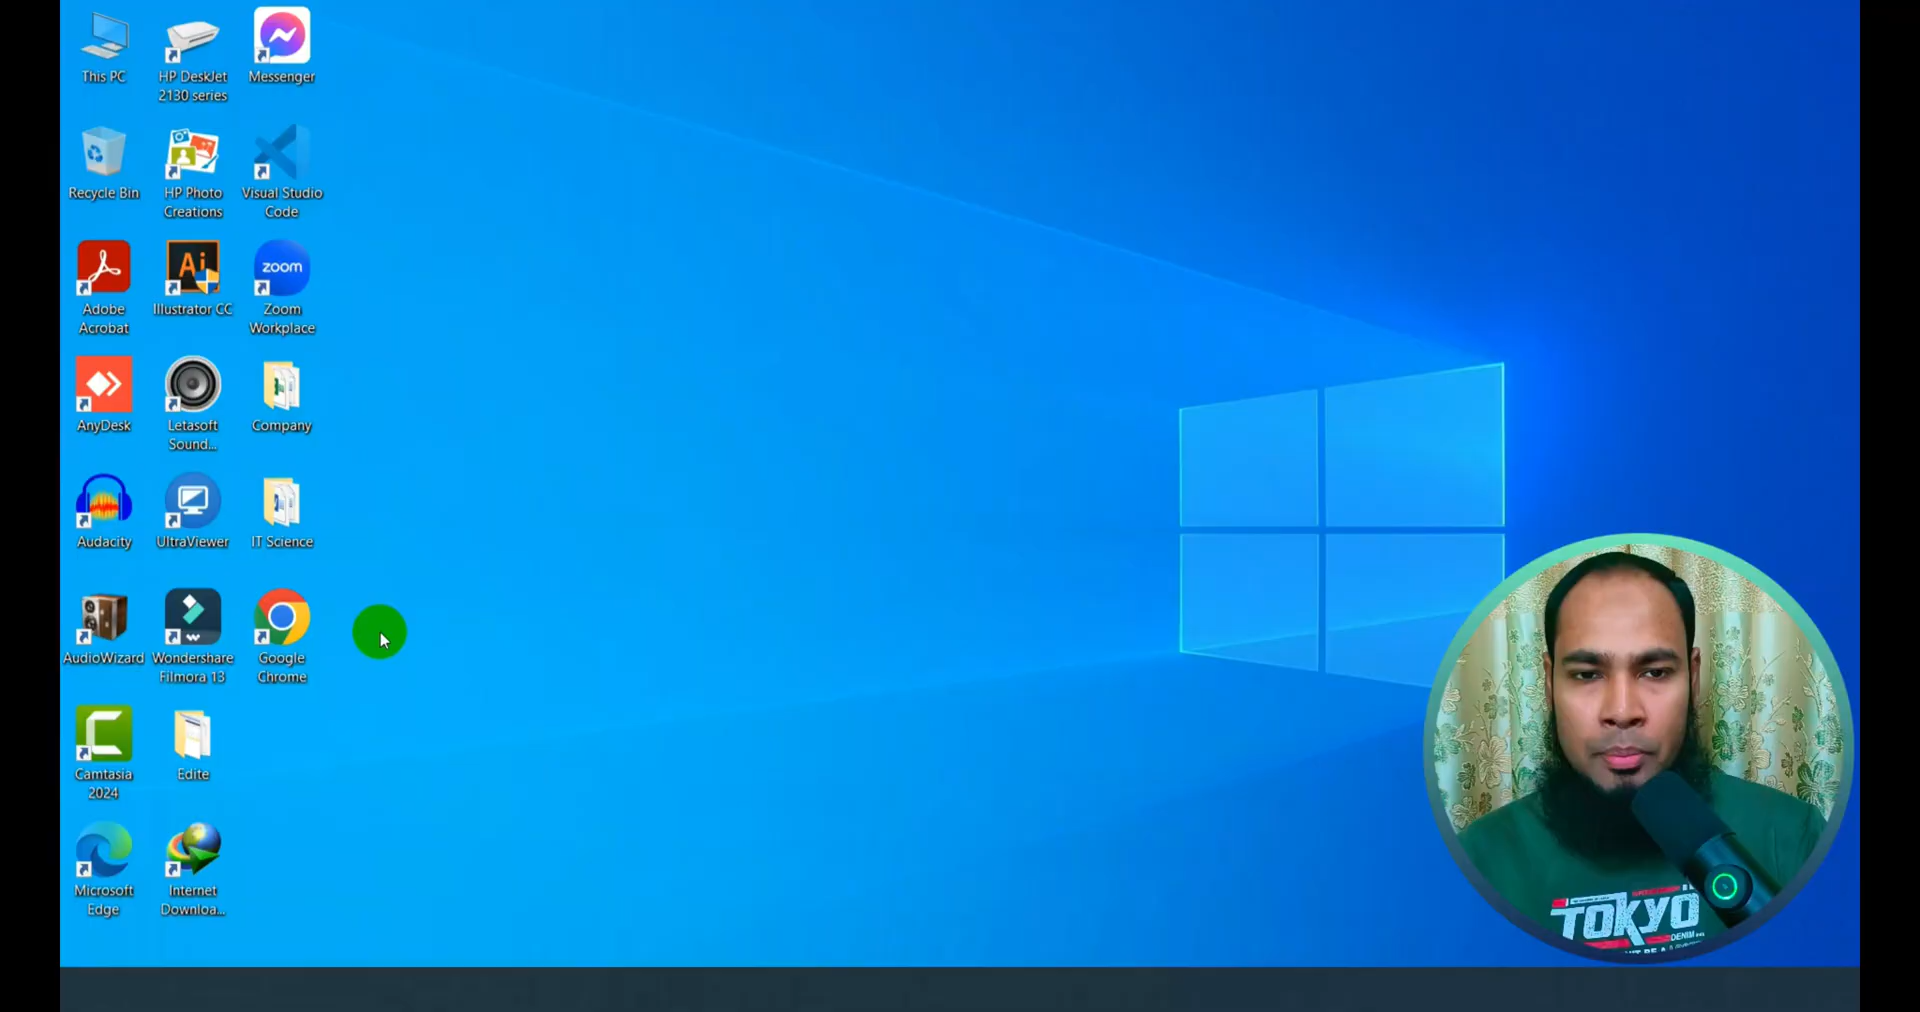 This PC
HP DeskJet
2130 series
Messenger
Recycle Bin
HP Photo
Creations
Visual Studio
Code
Ai
zoom
Adobe
Acrobat
Illustrator CC
Zoom
Workplace
AnyDesk
Letasoft
Sound...
Company
Audacity
UltraViewer
IT Science
AudioWizard
Wondershare
Filmora 13
Google
Chrome
Camtasia
2024
Edite
Microsoft
Edge
Internet
Downloa...
TOKYO
DENIM